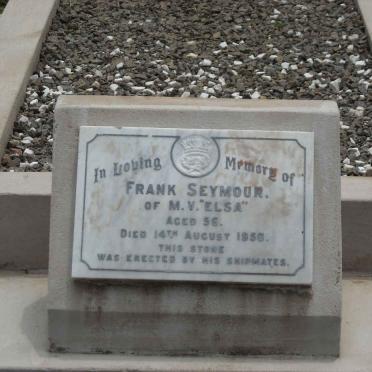 In Loving Memory of
FRANK SEYMOUR.
OF M.V. "ELSA"
AGED 56.
DIED 14TH AUGUST 1950.
THIS STONE
WAS ERECTED BY HIS SHIPMATES.